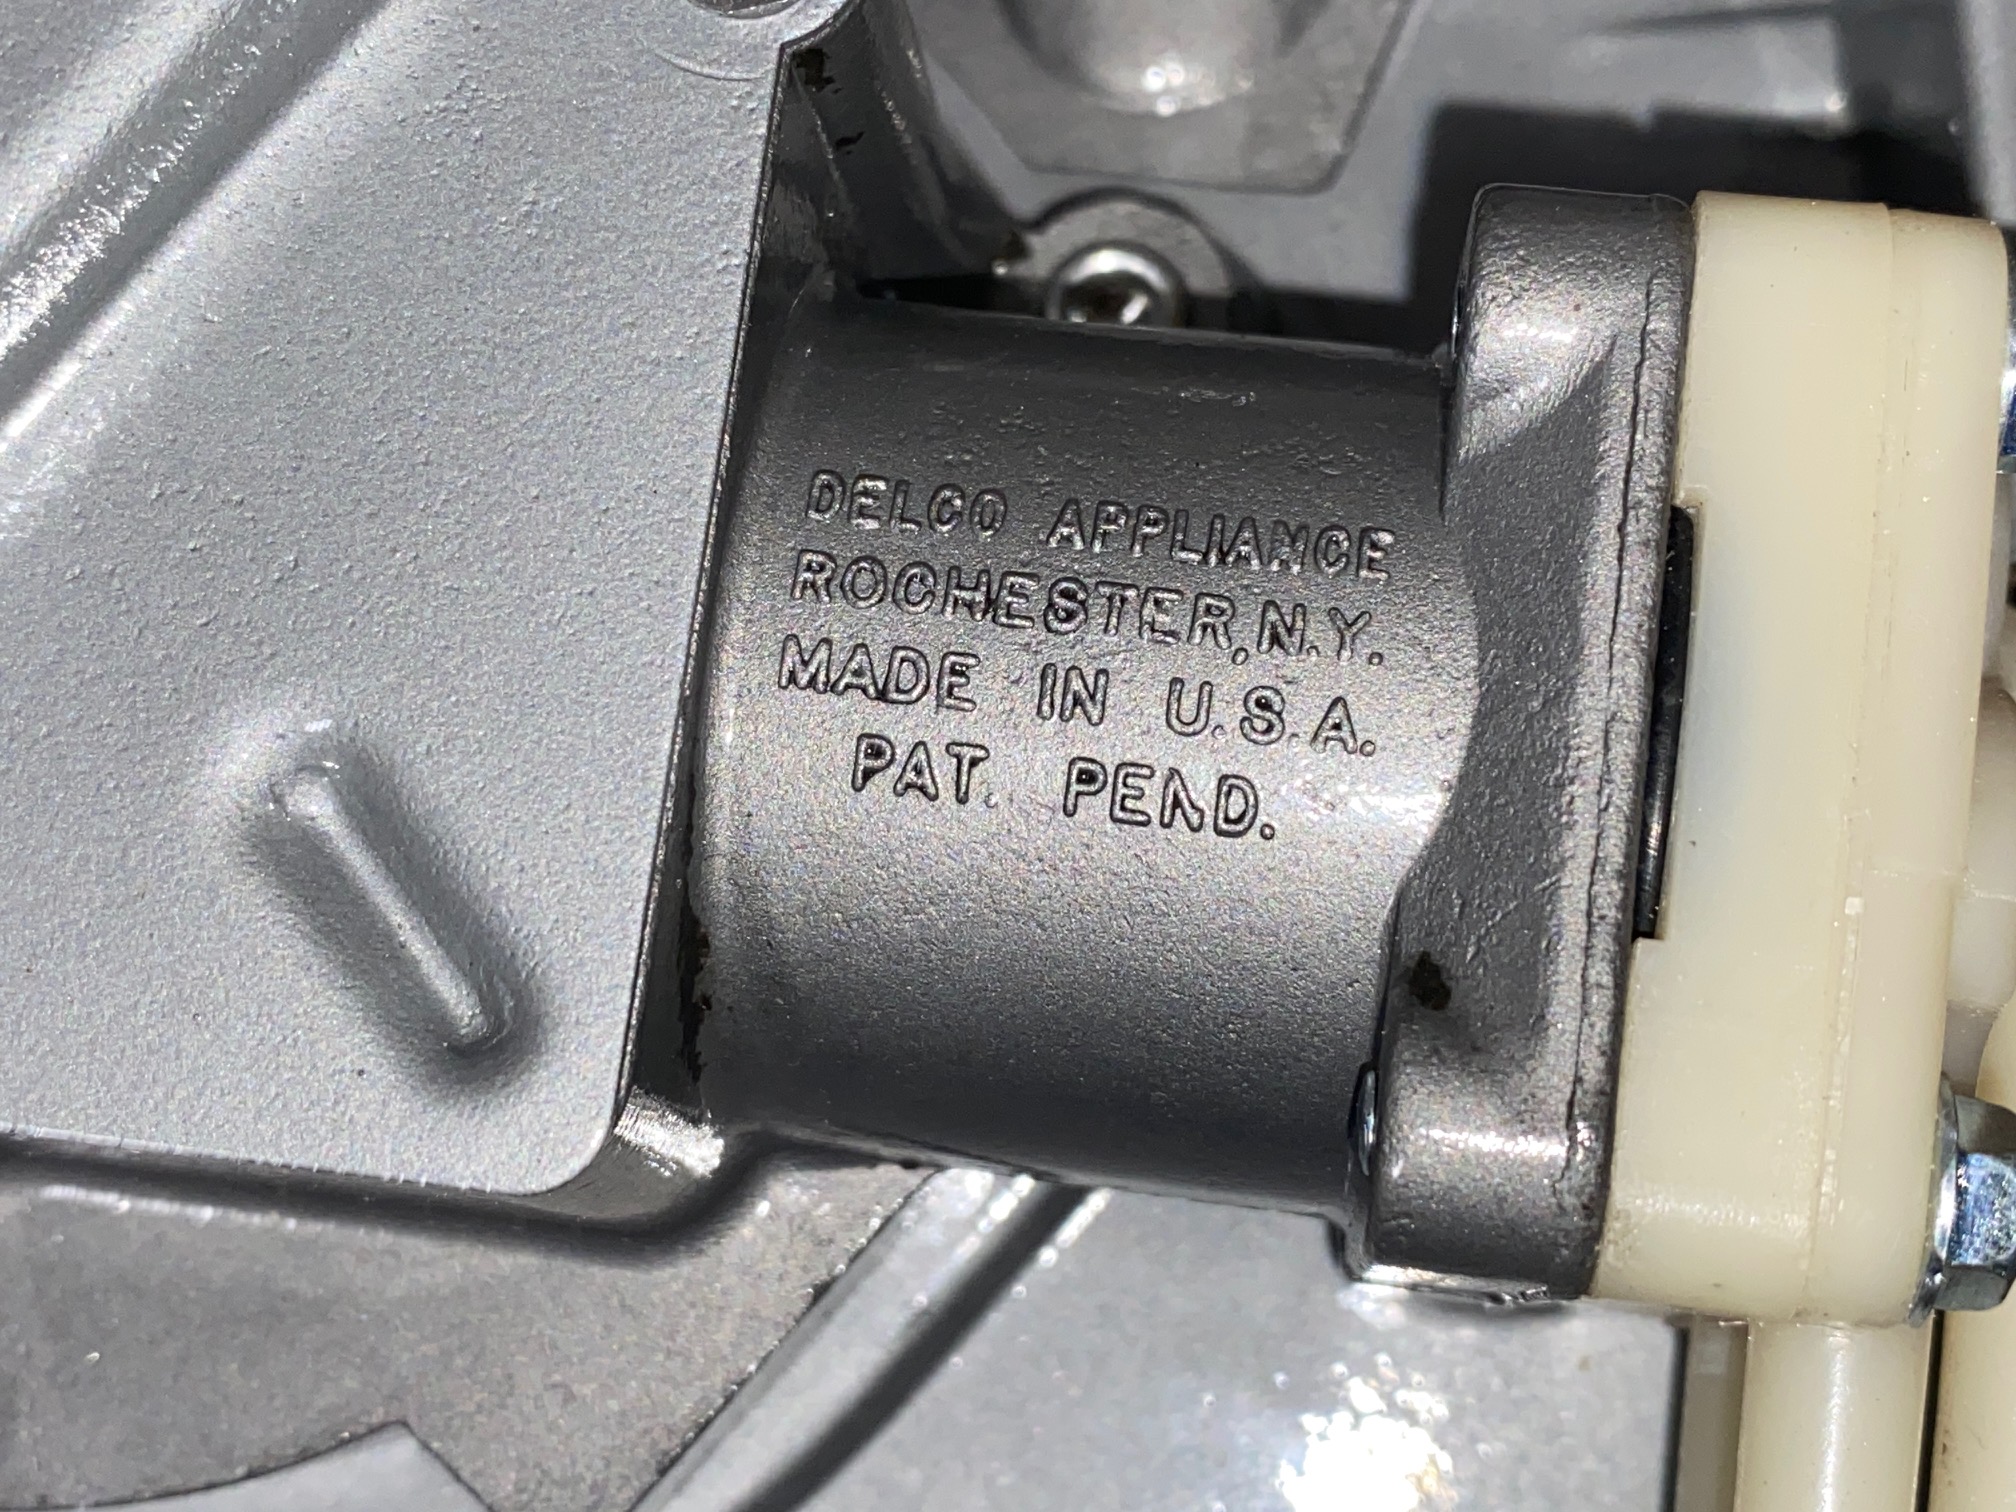 DELCO APPLIANCE
ROCHESTER, N.Y.
MADE IN U.S.A.
PAT. PEND.